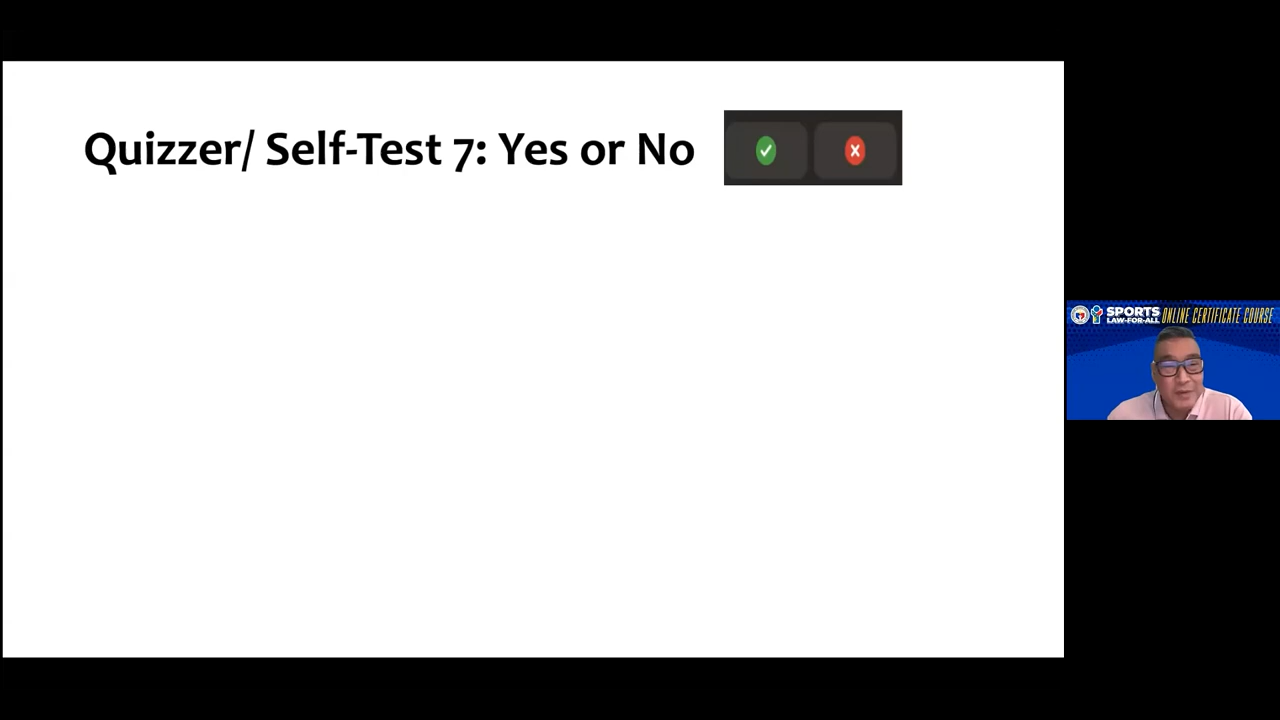 Quizzer/ Self-Test 7: Yes or No
SPORTS
LAW-FOR-ALL
ONLINE CERTIFICATE COURSE